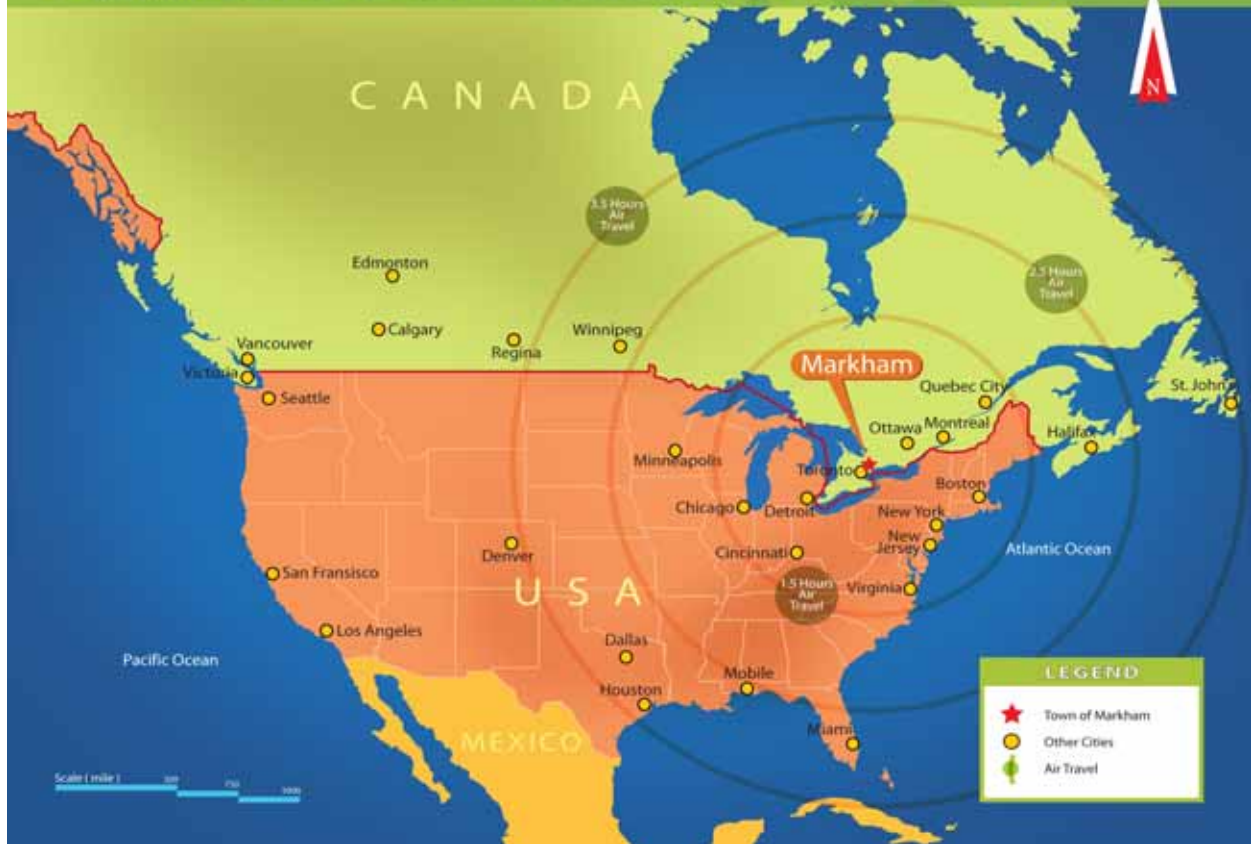 CANADA
N
3.5 Hours
Air
Travel
2.5 Hours
Air
Travel
Edmonton
Calgary
Winnipeg
Regina
Vancouver
Victoria
Seattle
Markham
Quebec City
St. John's
Ottawa
Montreal
Halifax
Minneapolis
Toronto
Boston
Chicago
Detroit
New York
New
Jersey
Atlantic Ocean
Denver
Cincinnati
San Fransisco
1.5 Hours
Air
Travel
Virginia
USA
Los Angeles
Dallas
Pacific Ocean
Mobile
Houston
Miami
MEXICO
LEGEND
Town of Markham
Other Cities
Air Travel
Scale ( mile )
750